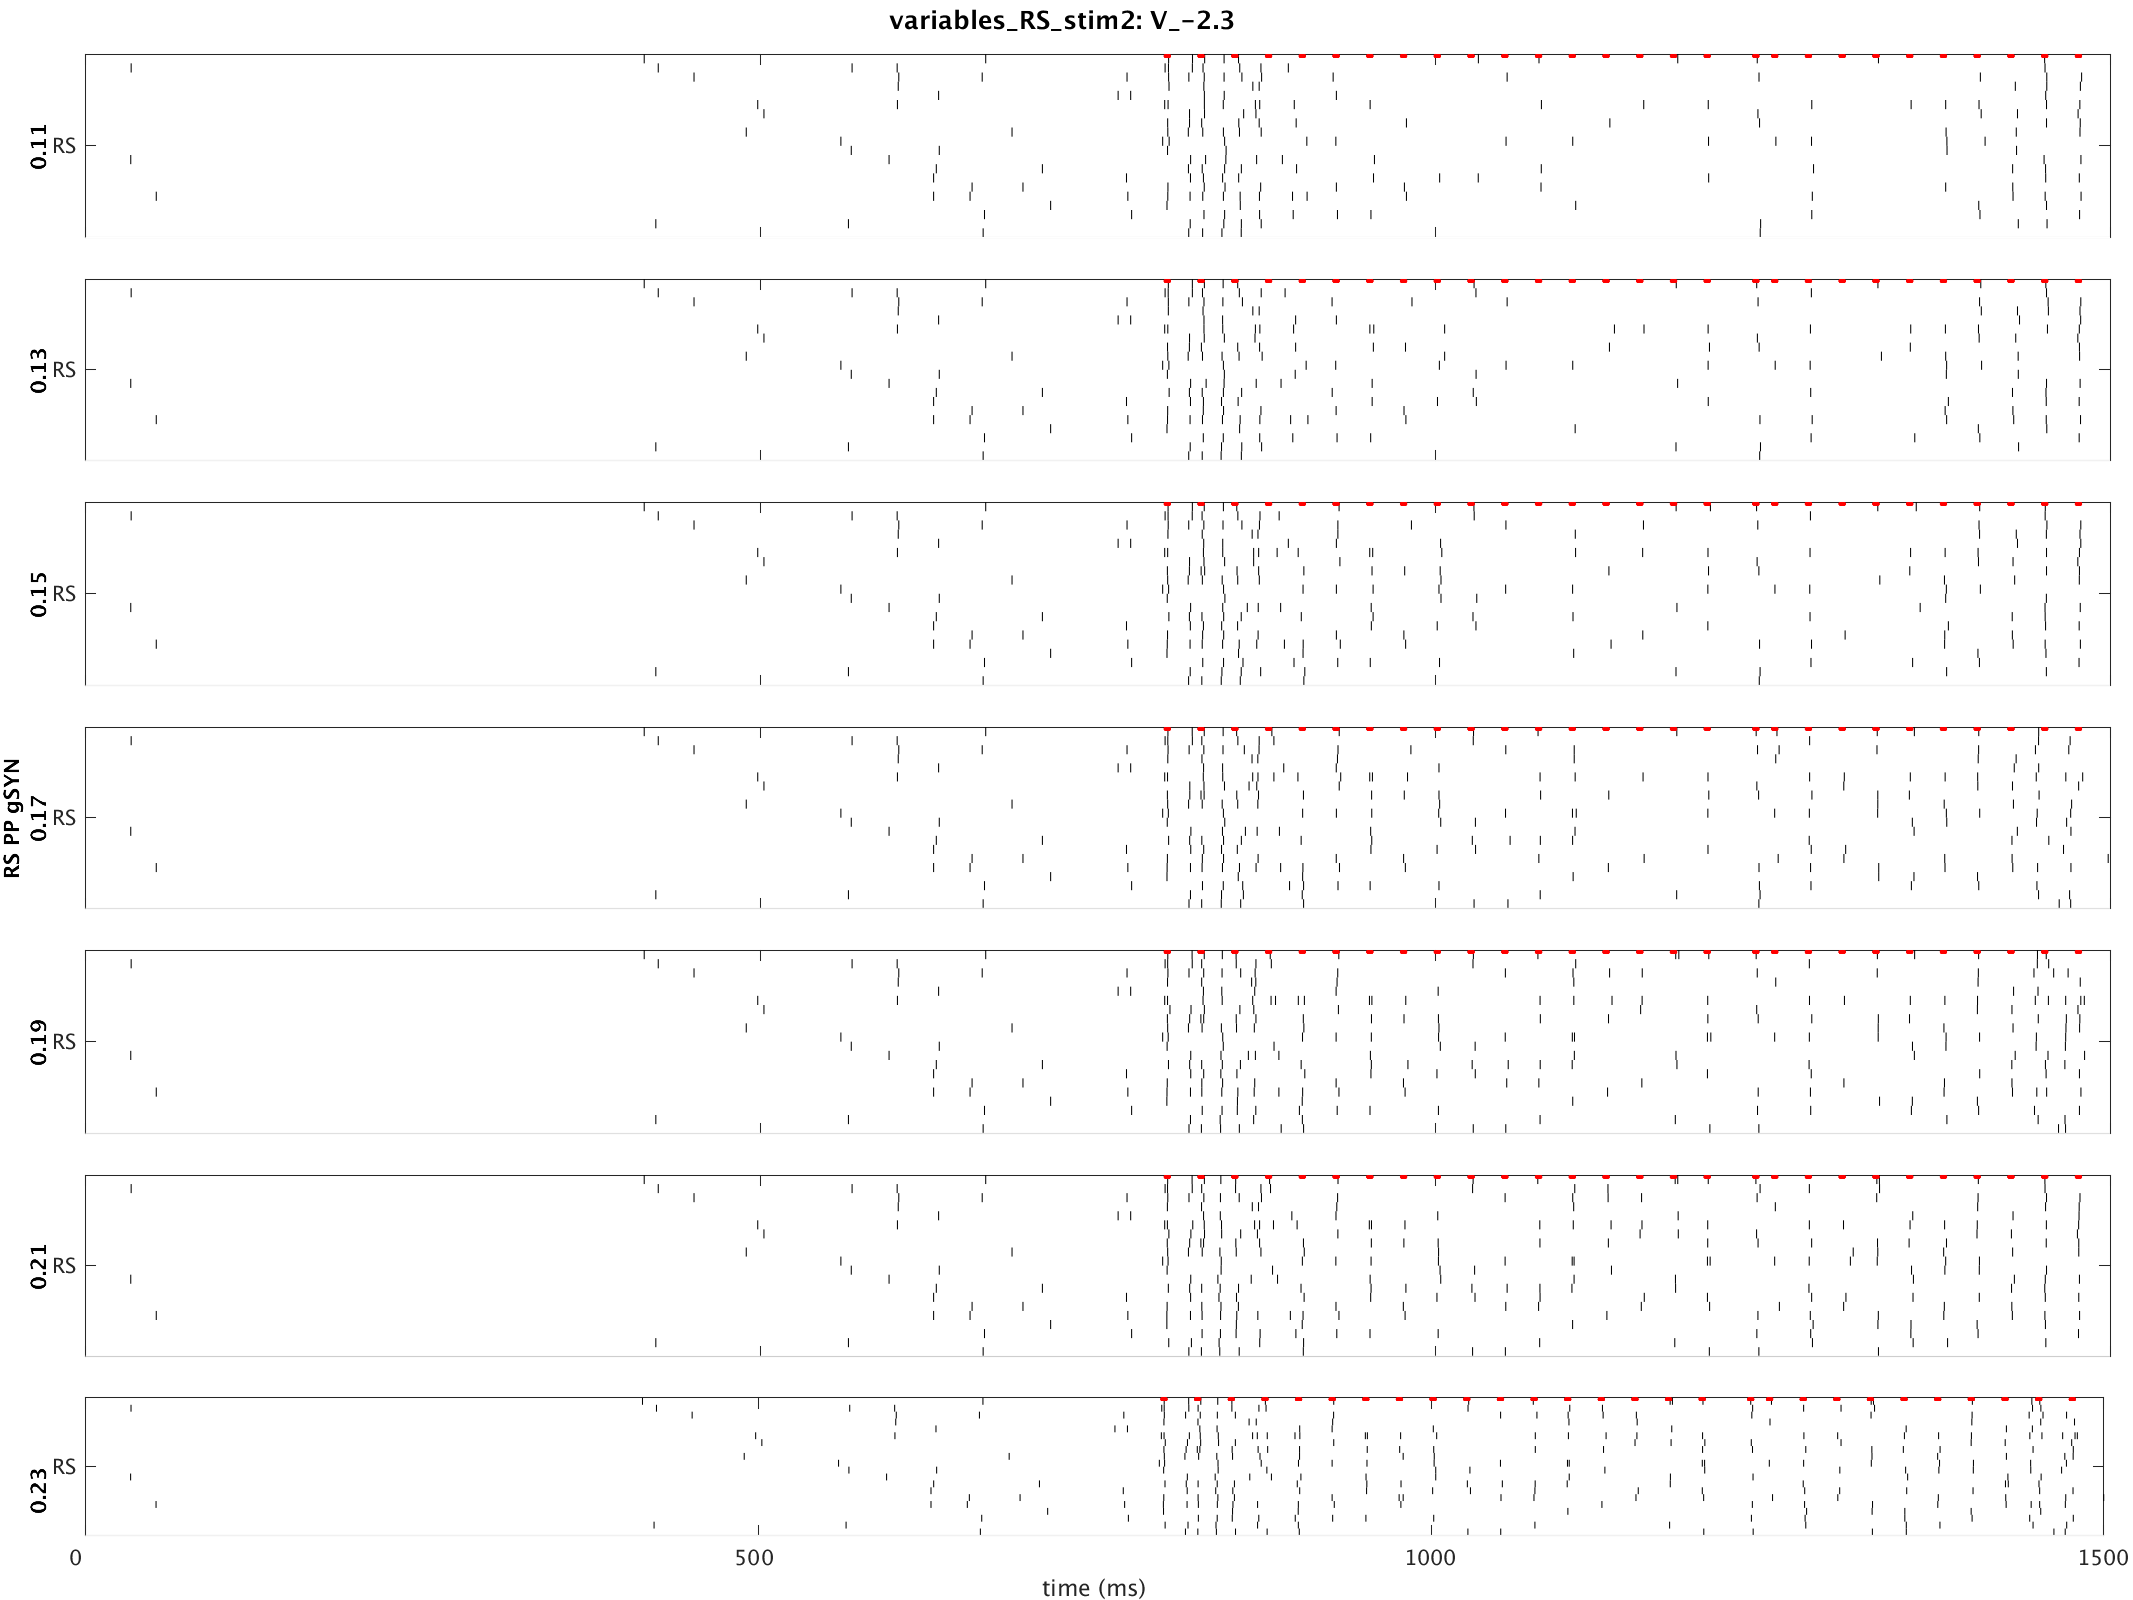 variables_RS_stim2: V_-2.3
RS PP gSYN
0.11
RS
0.13
RS
0.15
RS
0.17
RS
0.19
RS
0.21
RS
0.23
RS
0 500 1000 1500
time (ms)